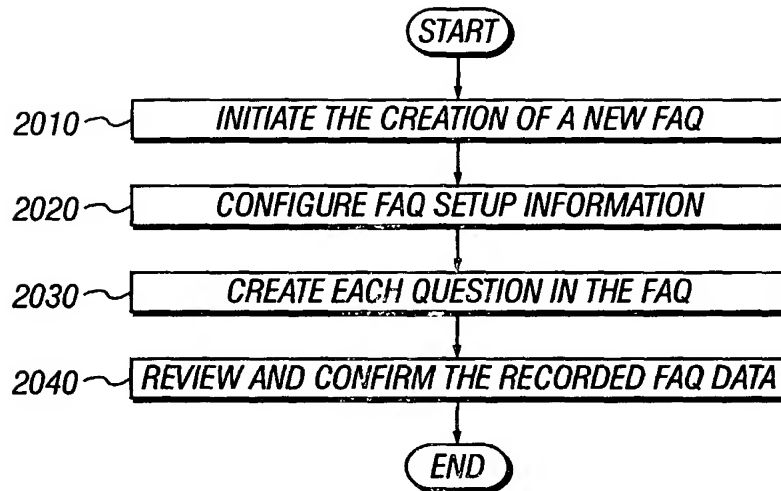 START
2010 INITIATE THE CREATION OF A NEW FAQ
2020 CONFIGURE FAQ SETUP INFORMATION
2030 CREATE EACH QUESTION IN THE FAQ
2040 REVIEW AND CONFIRM THE RECORDED FAQ DATA
END